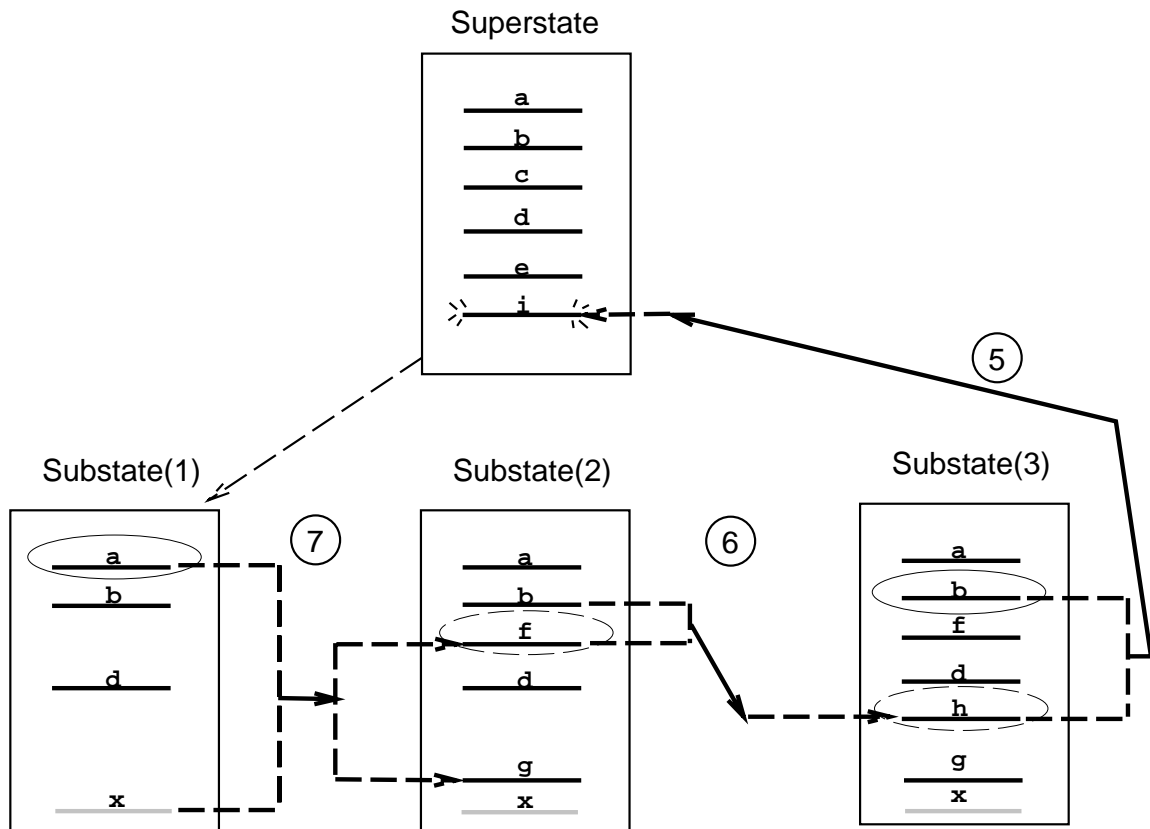 Superstate
a
b
c
d
e
i
5
Substate(1)
a
b
d
x
7
Substate(2)
a
b
f
d
g
x
6
Substate(3)
a
b
f
d
h
g
x